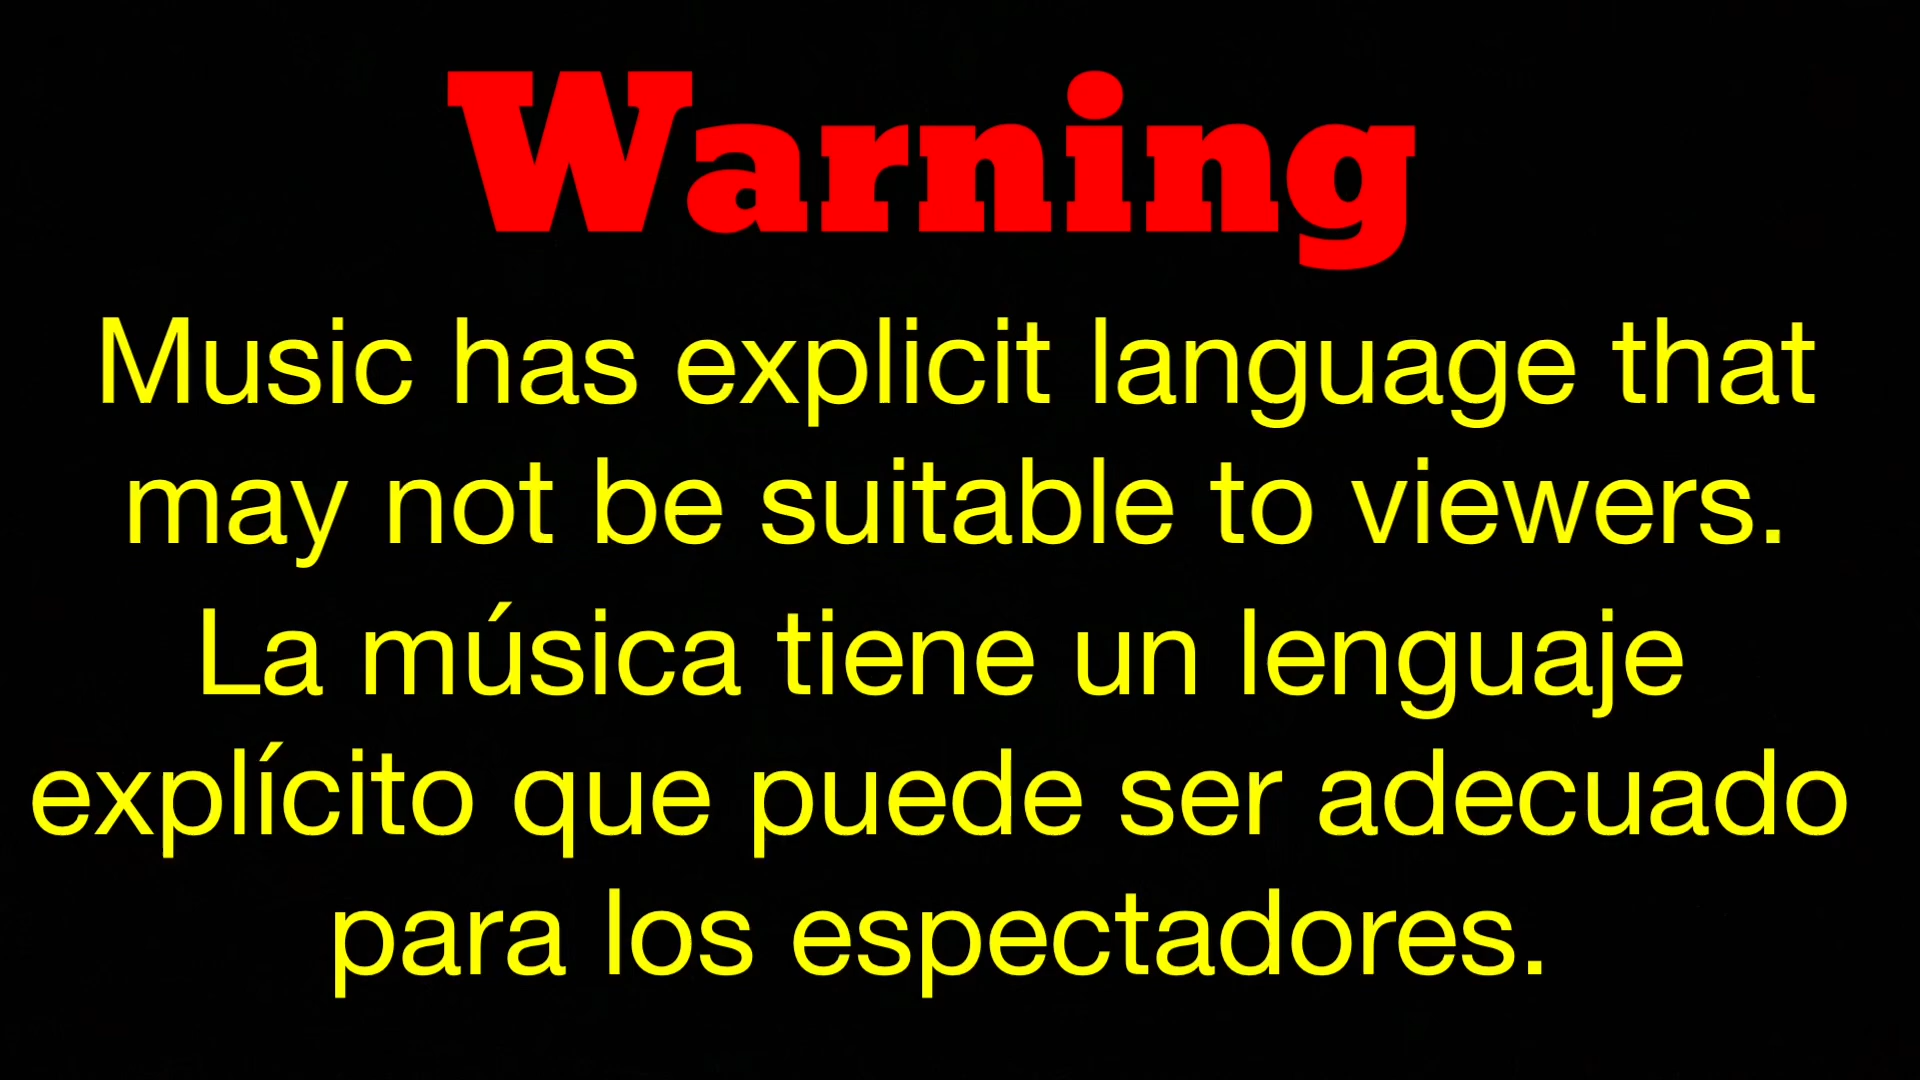 Warning
Music has explicit language that
may not be suitable to viewers.
La música tiene un lenguaje
explícito que puede ser adecuado
para los espectadores.